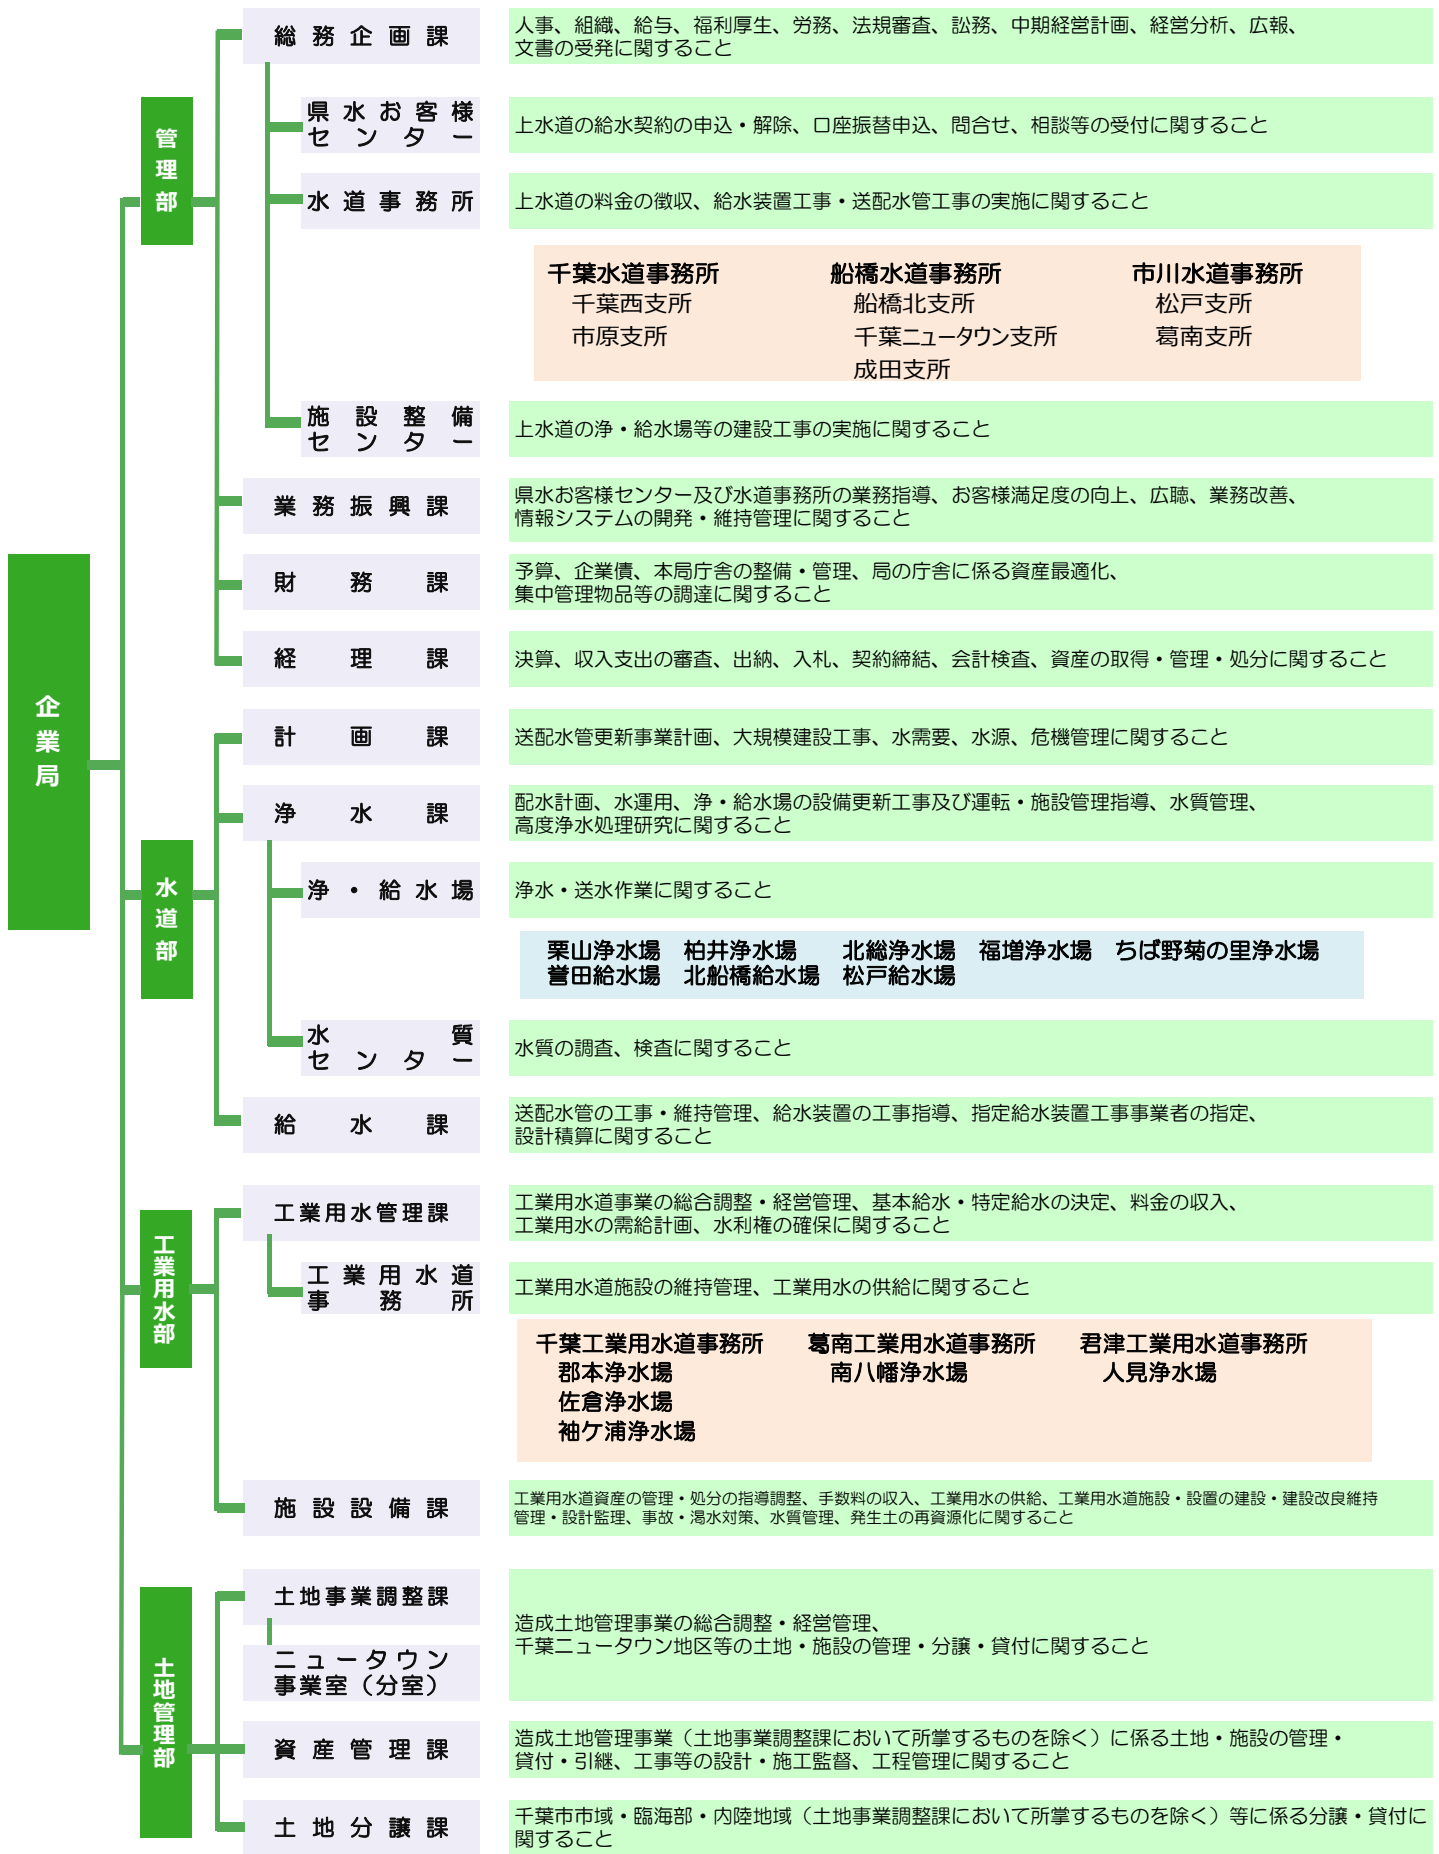 企業局
管理部
総務企画課
人事、組織、給与、福利厚生、労務、法規審査、訟務、中期経営計画、経営分析、広報、
文書の受発に関すること
県水お客様
センター
上水道の給水契約の申込・解除、口座振替申込、問合せ、相談等の受付に関すること
水道事務所
上水道の料金の徴収、給水装置工事・送配水管工事の実施に関すること
千葉水道事務所 船橋水道事務所 市川水道事務所
千葉西支所 船橋北支所 松戸支所
市原支所 千葉ニュータウン支所 葛南支所
成田支所
施設整備
センター
上水道の浄・給水場等の建設工事の実施に関すること
業務振興課
県水お客様センター及び水道事務所の業務指導、お客様満足度の向上、広聴、業務改善、
情報システムの開発・維持管理に関すること
財務課
予算、企業債、本局庁舎の整備・管理、局の庁舎に係る資産最適化、
集中管理物品等の調達に関すること
経理課
決算、収入支出の審査、出納、入札、契約締結、会計検査、資産の取得・管理・処分に関すること
水道部
計画課
送配水管更新事業計画、大規模建設工事、水需要、水源、危機管理に関すること
浄水課
配水計画、水運用、浄・給水場の設備更新工事及び運転・施設管理指導、水質管理、
高度浄水処理研究に関すること
浄・給水場
浄水・送水作業に関すること
栗山浄水場 柏井浄水場 北総浄水場 福増浄水場 ちば野菊の里浄水場
誉田給水場 北船橋給水場 松戸給水場
水質
センター
水質の調査、検査に関すること
給水課
送配水管の工事・維持管理、給水装置の工事指導、指定給水装置工事事業者の指定、
設計積算に関すること
工業用水部
工業用水管理課
工業用水道事業の総合調整・経営管理、基本給水・特定給水の決定、料金の収入、
工業用水の需給計画、水利権の確保に関すること
工業用水道
事務所
工業用水道施設の維持管理、工業用水の供給に関すること
千葉工業用水道事務所 葛南工業用水道事務所 君津工業用水道事務所
郡本浄水場 南八幡浄水場 人見浄水場
佐倉浄水場
袖ケ浦浄水場
施設設備課
工業用水道資産の管理・処分の指導調整、手数料の収入、工業用水の供給、工業用水道施設・設置の建設・建設改良維持
管理・設計監理、事故・渇水対策、水質管理、発生土の再資源化に関すること
土地管理部
土地事業調整課
ニュータウン
事業室（分室）
造成土地管理事業の総合調整・経営管理、
千葉ニュータウン地区等の土地・施設の管理・分譲・貸付に関すること
資産管理課
造成土地管理事業（土地事業調整課において所掌するものを除く）に係る土地・施設の管理・
貸付・引継、工事等の設計・施工監督、工程管理に関すること
土地分譲課
千葉市市域・臨海部・内陸地域（土地事業調整課において所掌するものを除く）等に係る分譲・貸付に
関すること